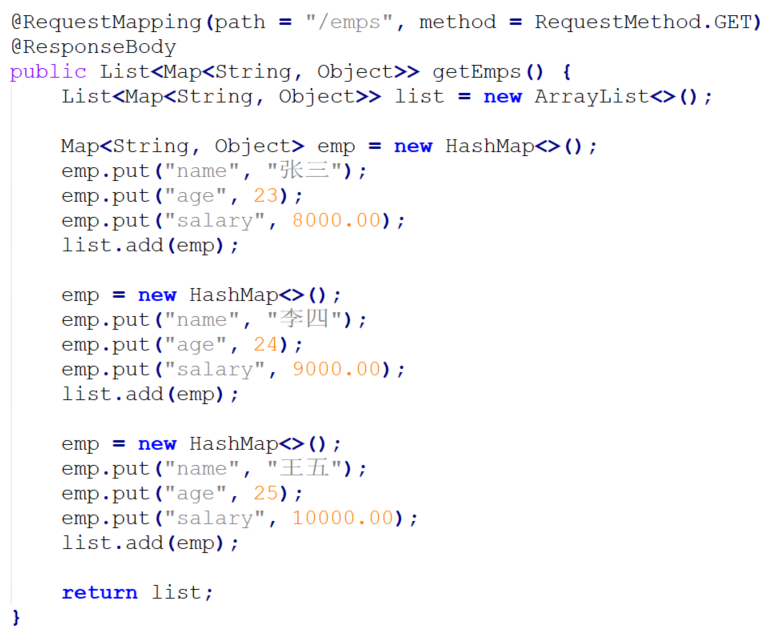 @RequestMapping(path = "/emps", method = RequestMethod.GET)
@ResponseBody
public List<Map<String, Object>> getEmps() {
    List<Map<String, Object>> list = new ArrayList<>();

    Map<String, Object> emp = new HashMap<>();
    emp.put("name", "张三");
    emp.put("age", 23);
    emp.put("salary", 8000.00);
    list.add(emp);

    emp = new HashMap<>();
    emp.put("name", "李四");
    emp.put("age", 24);
    emp.put("salary", 9000.00);
    list.add(emp);

    emp = new HashMap<>();
    emp.put("name", "王五");
    emp.put("age", 25);
    emp.put("salary", 10000.00);
    list.add(emp);

    return list;
}